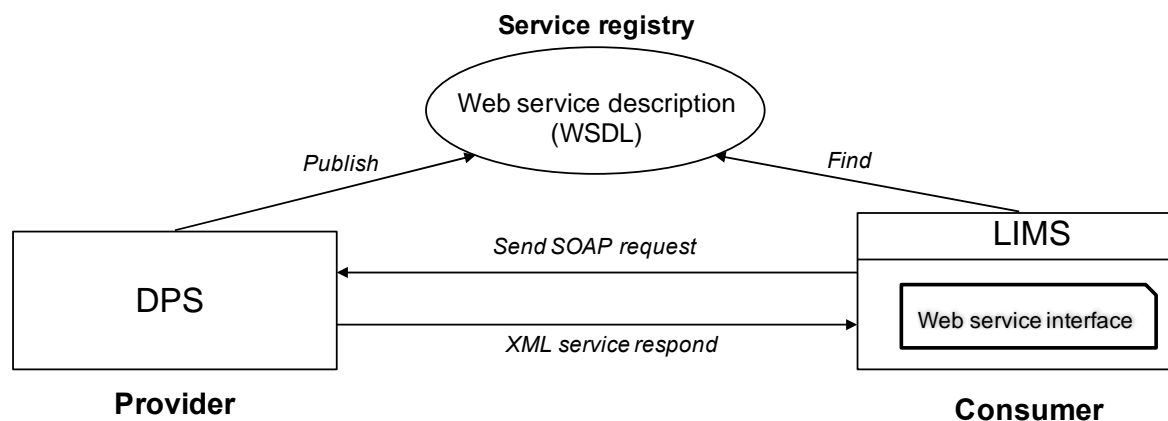 Service registry
Web service description
(WSDL)
Publish
Find
LIMS
Send SOAP request
DPS
Web service interface
XML service respond
Provider
Consumer